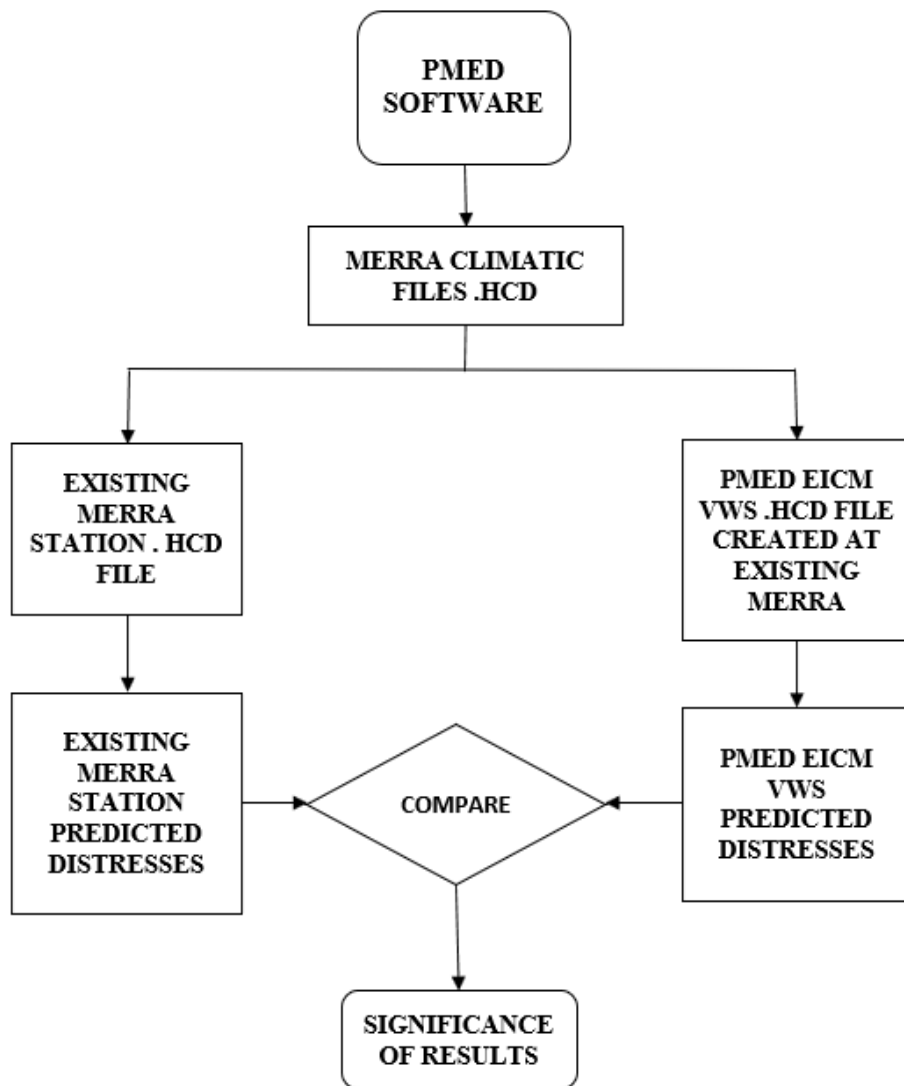 PMED
SOFTWARE
MERRA CLIMATIC
FILES .HCD
EXISTING
MERRA
STATION . HCD
FILE
PMED EICM
VWS .HCD FILE
CREATED AT
EXISTING
MERRA
EXISTING
MERRA
STATION
PREDICTED
DISTRESSES
COMPARE
PMED EICM
VWS
PREDICTED
DISTRESSES
SIGNIFICANCE
OF RESULTS